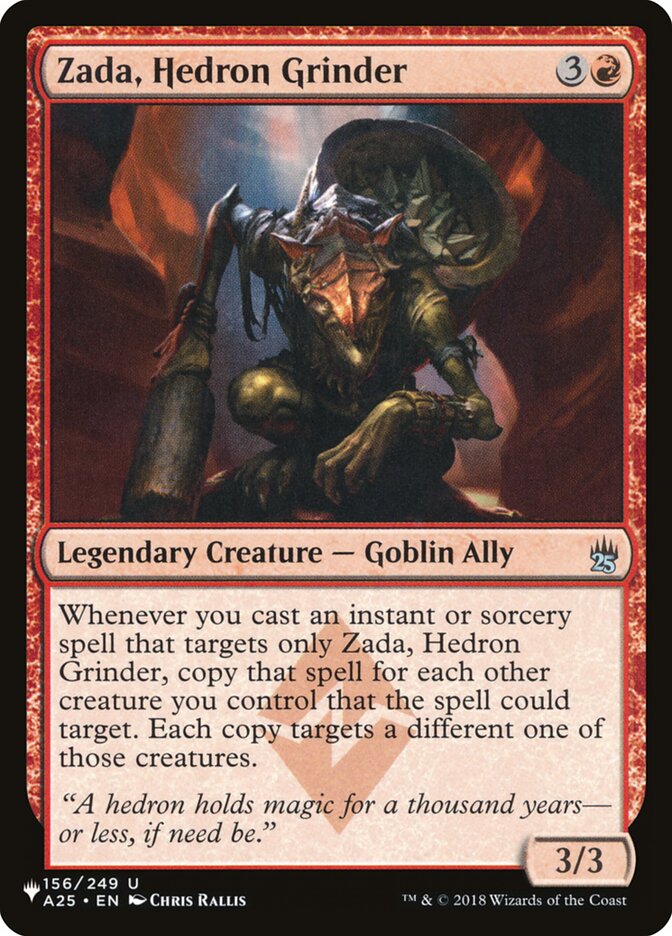 Zada, Hedron Grinder
3
Legendary Creature — Goblin Ally
25
Whenever you cast an instant or sorcery
spell that targets only Zada, Hedron
Grinder, copy that spell for each other
creature you control that the spell could
target. Each copy targets a different one of
those creatures.
“A hedron holds magic for a thousand years—
or less, if need be.”
3/3
156/249 U
A25 • EN Chris Rallis
™ & © 2018 Wizards of the Coast